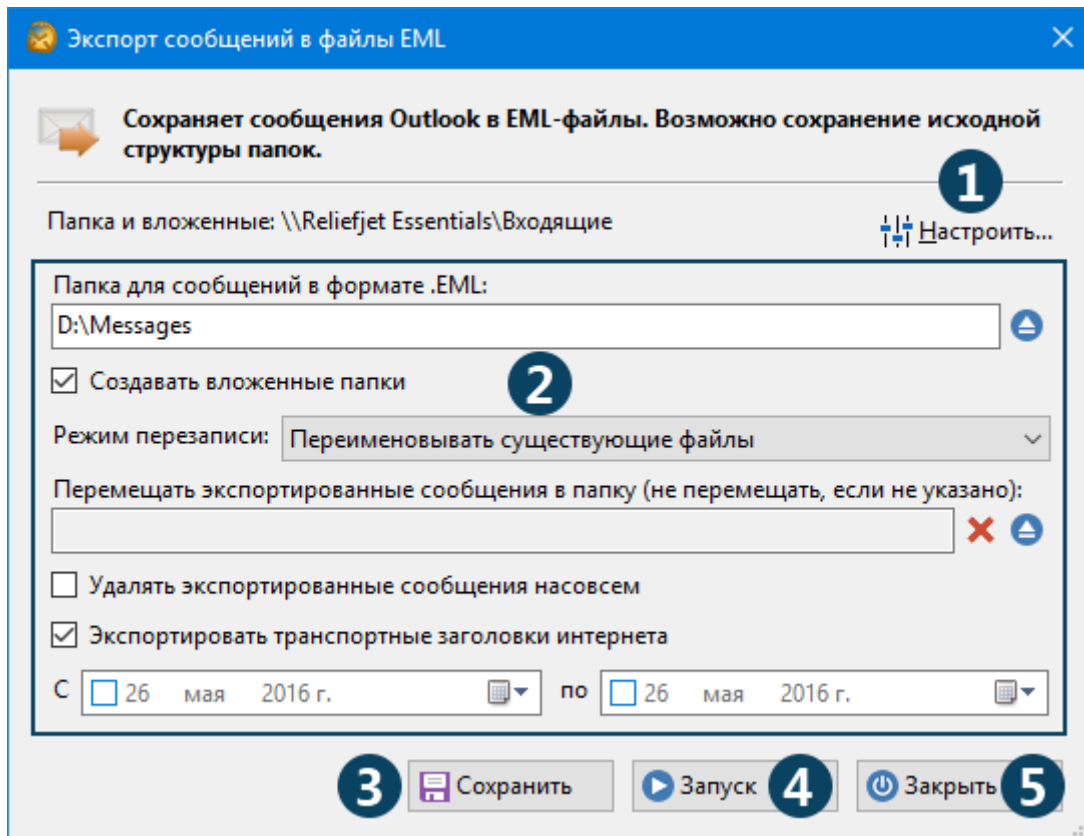 Экспорт сообщений в файлы EML
Сохраняет сообщения Outlook в EML-файлы. Возможно сохранение исходной
структуры папок.
1
Папка и вложенные: \\Reliefjet Essentials\Входящие
Настроить...
Папка для сообщений в формате .EML:
D:\Messages
Создавать вложенные папки
2
Режим перезаписи: Переименовывать существующие файлы
Перемещать экспортированные сообщения в папку (не перемещать, если не указано):
Удалять экспортированные сообщения насовсем
Экспортировать транспортные заголовки интернета
С 26 мая 2016 г. по 26 мая 2016 г.
3 Сохранить Запуск 4 Закрыть 5